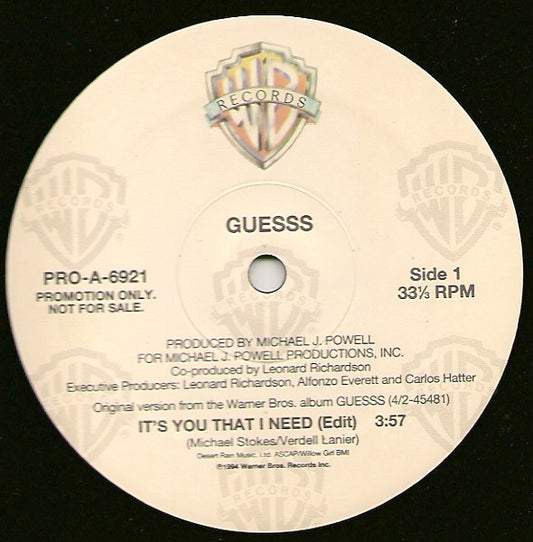 WB
RECORDS
GUESSS
PRO-A-6921
PROMOTION ONLY.
NOT FOR SALE.
Side 1
33⅓ RPM
PRODUCED BY MICHAEL J. POWELL
FOR MICHAEL J. POWELL PRODUCTIONS, INC.
Co-produced by Leonard Richardson
Executive Producers: Leonard Richardson, Alfonzo Everett and Carlos Hatter
Original version from the Warner Bros. album GUESSS (4/2-45481)
IT'S YOU THAT I NEED (Edit) 3:57
(Michael Stokes/Verdell Lanier)
Desert Rain Music, Ltd. ASCAP/Willow Girl BMI
℗1994 Warner Bros. Records Inc.